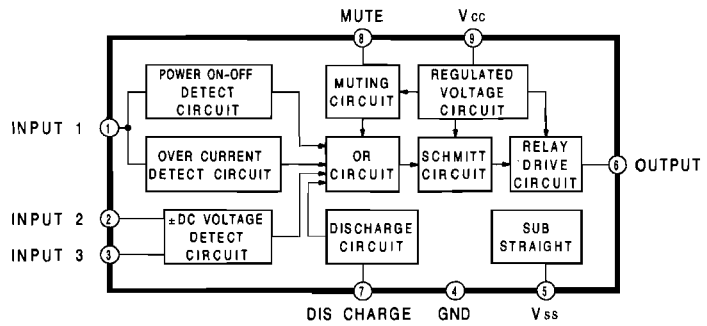 MUTE
Vcc
8
9
POWER ON-OFF
DETECT
CIRCUIT
MUTING
CIRCUIT
REGULATED
VOLTAGE
CIRCUIT
INPUT 1
1
OVER CURRENT
DETECT CIRCUIT
OR
CIRCUIT
SCHMITT
CIRCUIT
RELAY
DRIVE
CIRCUIT
6
OUTPUT
INPUT 2
2
INPUT 3
3
±DC VOLTAGE
DETECT
CIRCUIT
DISCHARGE
CIRCUIT
SUB
STRAIGHT
7
4
5
DIS CHARGE
GND
Vss